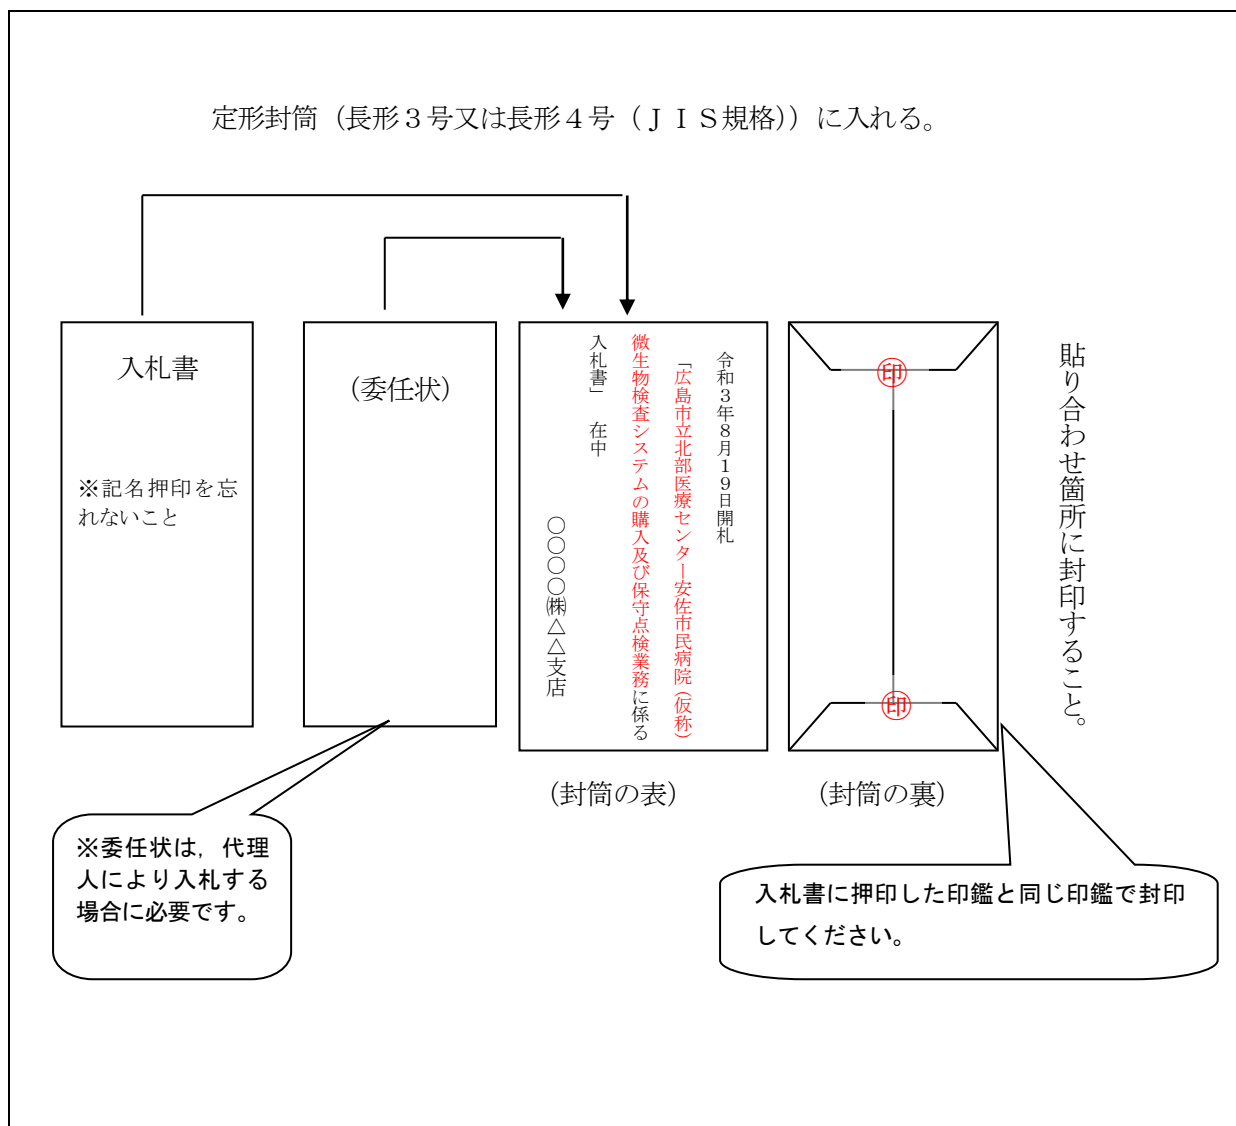 定形封筒（長形３号又は長形４号（ＪＩＳ規格））に入れる。
入札書
※記名押印を忘
れないこと
（委任状）
令和３年８月１９日開札
「広島市立北部医療センター安佐市民病院（仮称）
微生物検査システムの購入及び保守点検業務に係る
入札書」　在中
〇〇〇〇㈱△△支店
印
印
貼り合わせ箇所に封印すること。
（封筒の表）
（封筒の裏）
※委任状は，代理
人により入札する
場合に必要です。
入札書に押印した印鑑と同じ印鑑で封印
してください。